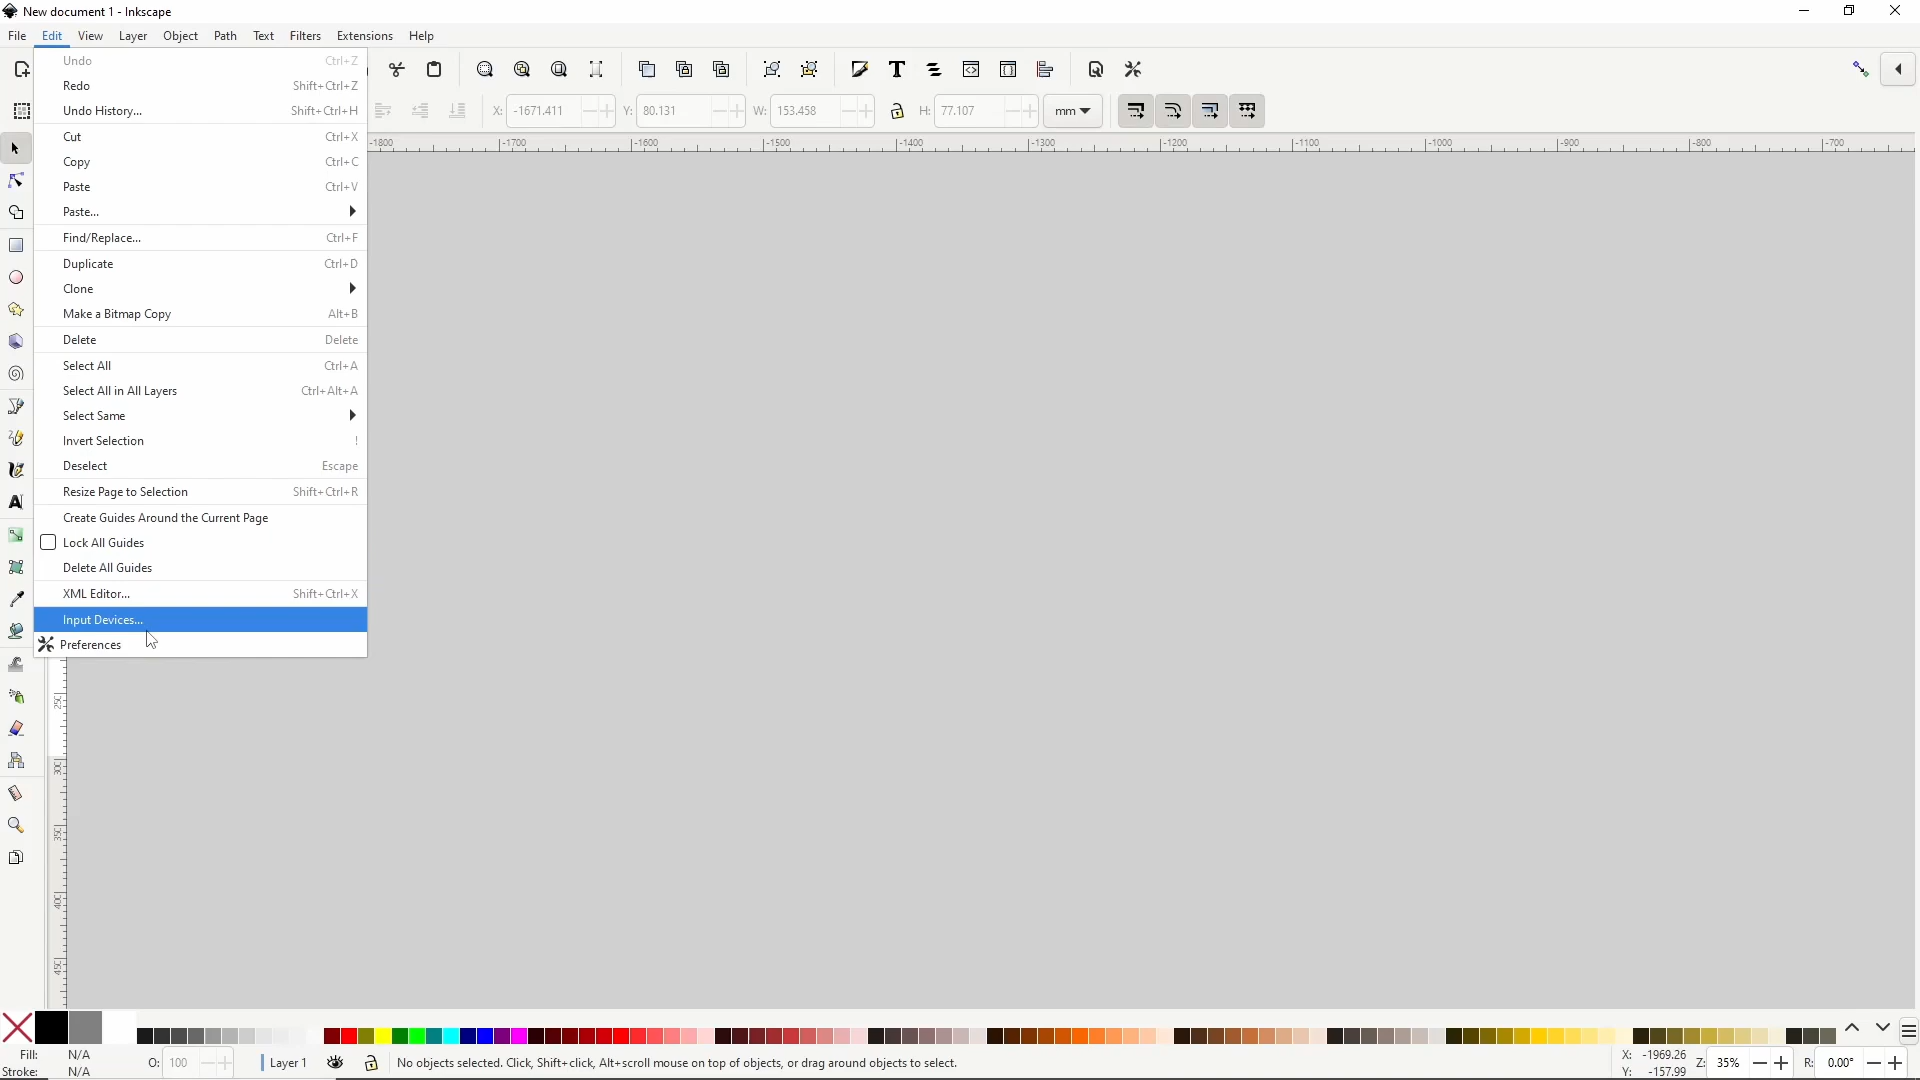 New document 1 - Inkscape
File Edit View Layer Object Path Text Filters Extensions Help
Undo Ctrl+Z
Redo Shift+Ctrl+Z
Undo History... Shift+Ctrl+H
X: -1671.411 Y: 80.131 W: 153.458 H: 77.107 mm
Cut Ctrl+X
-1800 -1700 -1600 -1500 -1400 -1300 -1200 -1100 -1000 -900 -800 -700
Copy Ctrl+C
Paste Ctrl+V
Paste...
Find/Replace... Ctrl+F
Duplicate Ctrl+D
Clone
Make a Bitmap Copy Alt+B
Delete Delete
Select All Ctrl+A
Select All in All Layers Ctrl+Alt+A
Select Same
Invert Selection !
Deselect Escape
Resize Page to Selection Shift+Ctrl+R
Create Guides Around the Current Page
Lock All Guides
Delete All Guides
XML Editor... Shift+Ctrl+X
Input Devices...
Preferences
250
300
350
400
450
Fill: N/A
Stroke: N/A
O: 100
Layer 1
No objects selected. Click, Shift+click, Alt+scroll mouse on top of objects, or drag around objects to select.
X: -1969.26
Y: -157.99
Z: 35%
R: 0.00°